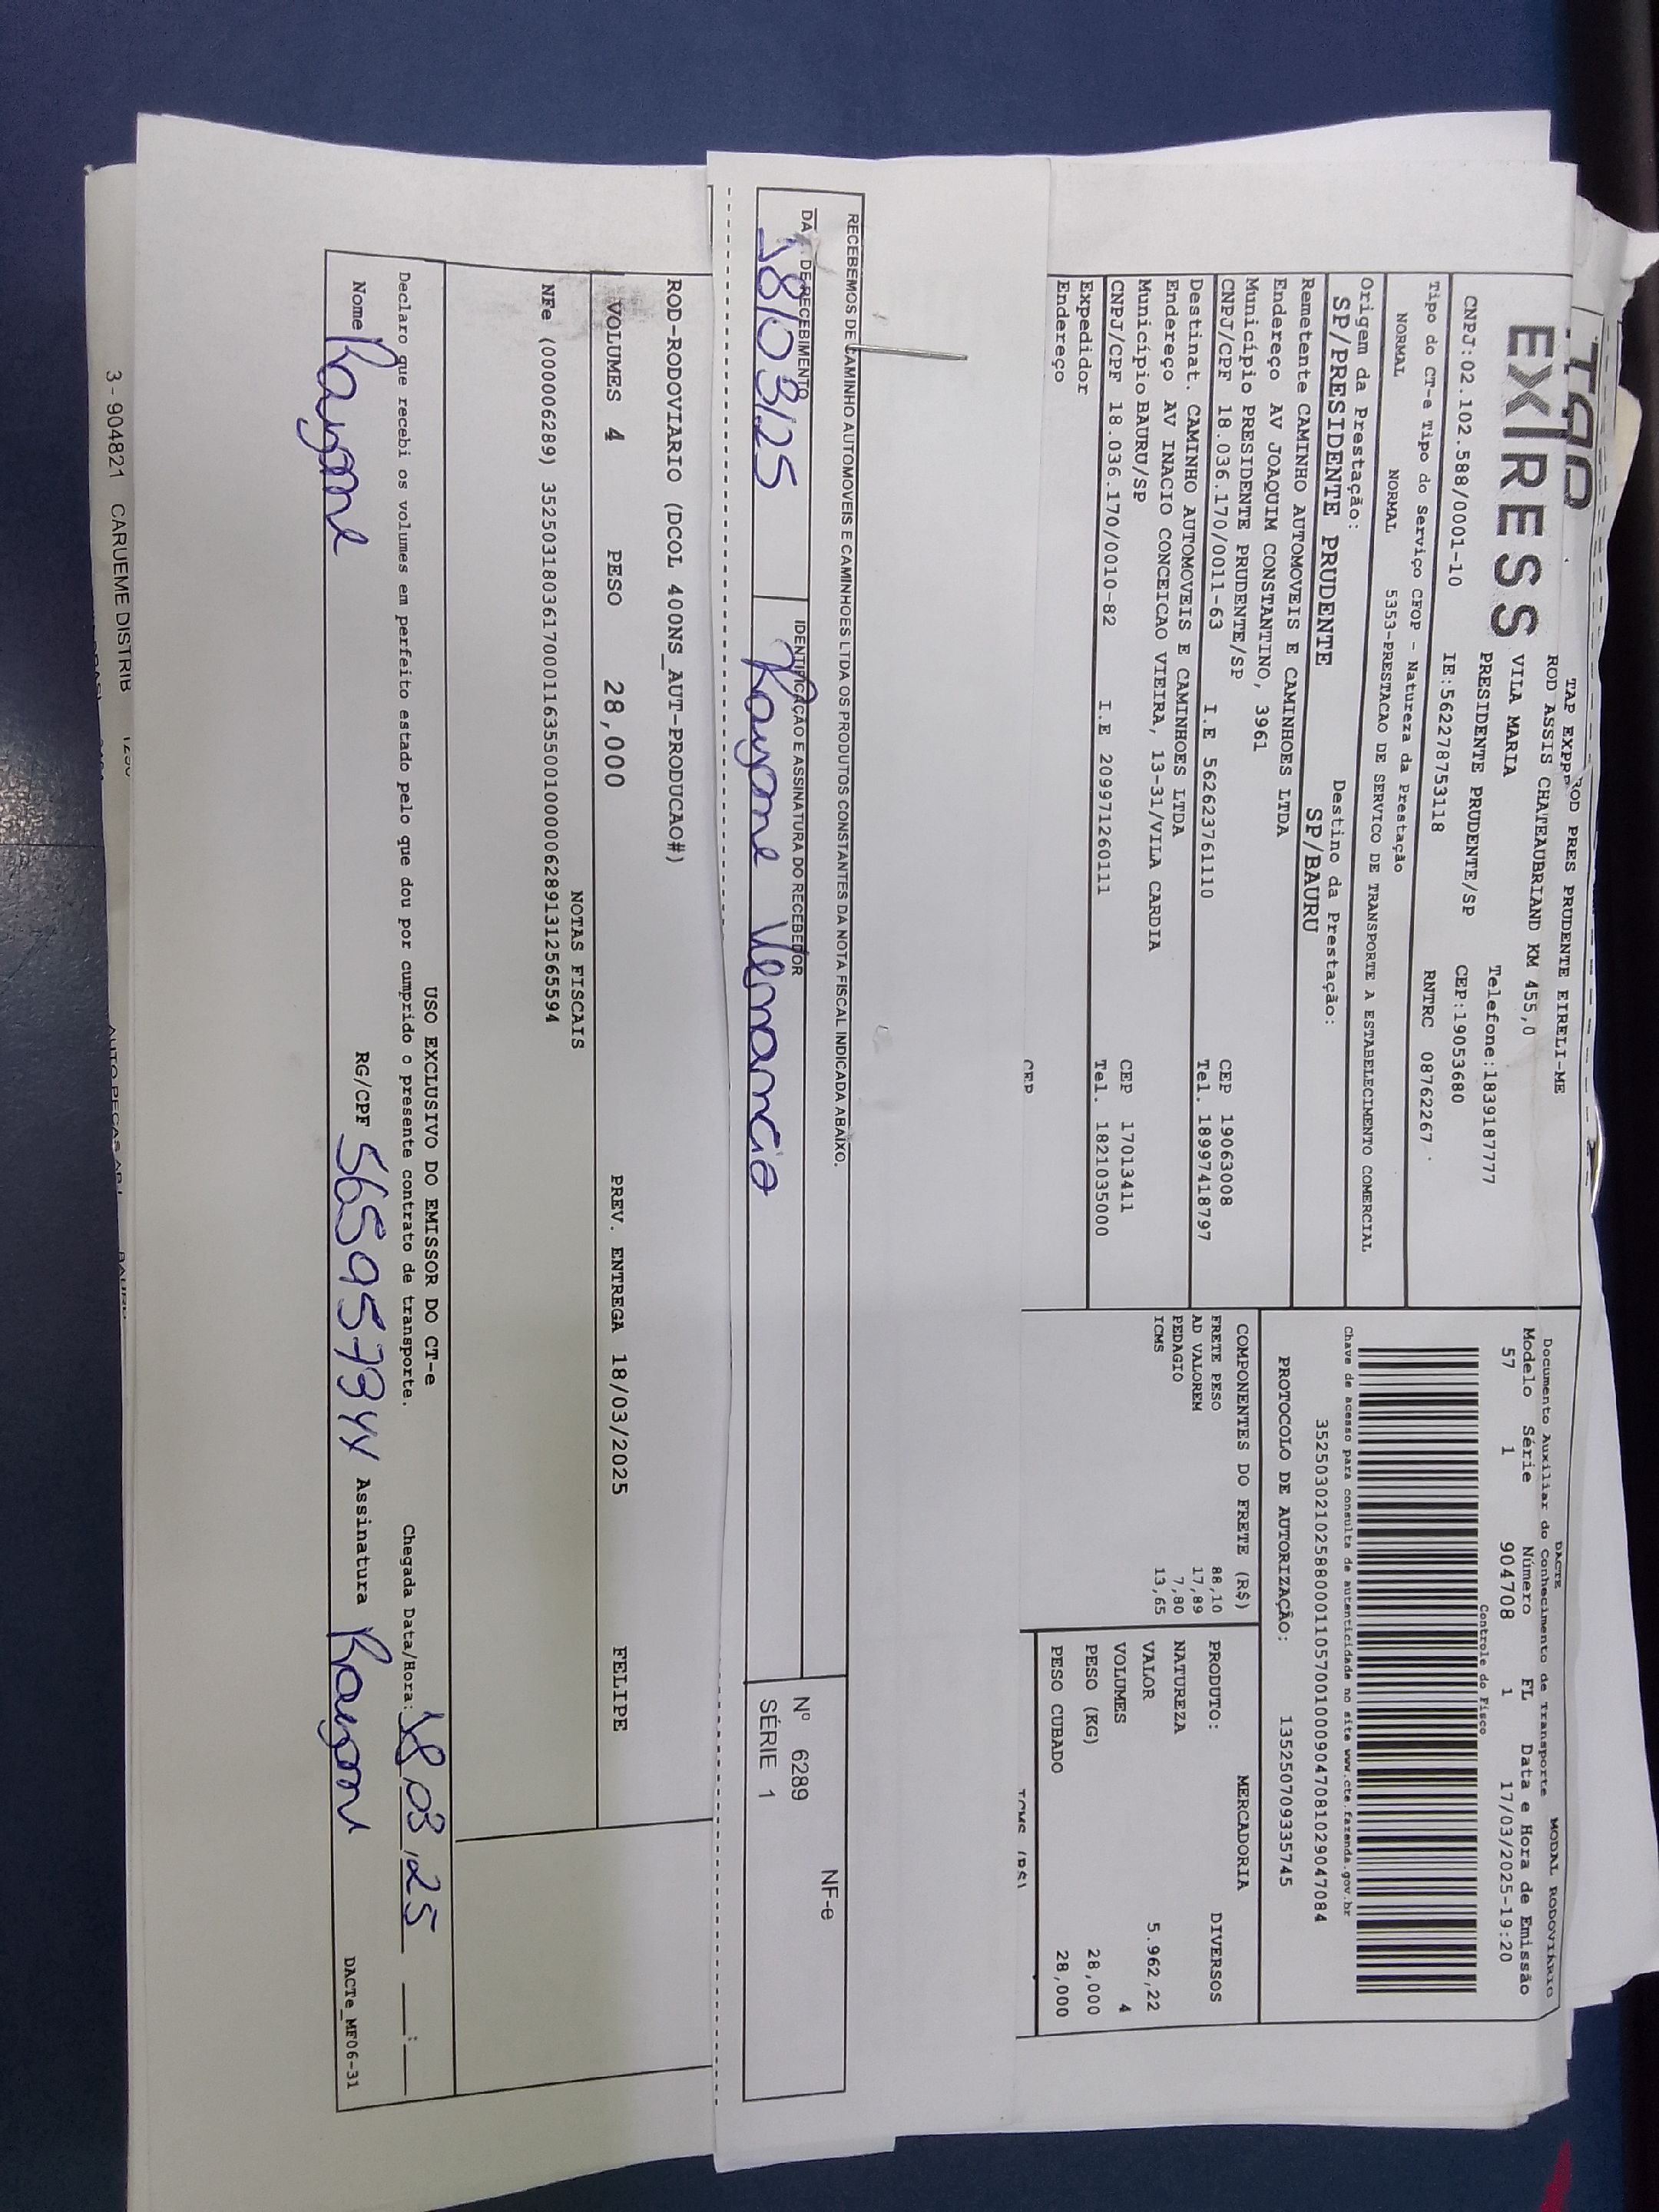 EXPRESS
ROD PRES PRUDENTE EIRELI-ME
ROD ASSIS CHATEAUBRIAND KM 455,0
VILA MARIA Telefone:1839187777
PRESIDENTE PRUDENTE/SP CEP:19053680
CNPJ:02.102.588/0001-10 IE:562278753118 RNTRC 08762267
Tipo do CT-e Tipo do Serviço CFOP - Natureza da Prestação
NORMAL NORMAL 5353-PRESTACAO DE SERVICO DE TRANSPORTE A ESTABELECIMENTO COMERCIAL
Origem da Prestação: Destino da Prestação:
SP/PRESIDENTE PRUDENTE SP/BAURU
Remetente CAMINHO AUTOMOVEIS E CAMINHOES LTDA
Endereço AV JOAQUIM CONSTANTINO, 3961 CEP 19063008
Município PRESIDENTE PRUDENTE/SP Tel. 18997418797
CNPJ/CPF 18.036.170/0011-63 I.E 562623761110
Destinat. CAMINHO AUTOMOVEIS E CAMINHOES LTDA
Endereço AV INACIO CONCEICAO VIEIRA, 13-31/VILA CARDIA
Município BAURU/SP CEP 17013411
CNPJ/CPF 18.036.170/0010-82 I.E 209971260111 Tel. 1821035000
Expedidor
Endereço
CEP
DACTE MODAL RODOVIÁRIO
Documento Auxiliar do Conhecimento de Transporte
Modelo Série Número FL Data e Hora de Emissão
57 1 904708 1 17/03/2025-19:20
Controle do Fisco
Chave de acesso para consulta de autenticidade no site www.cte.fazenda.gov.br
35250302102588000110570010009047081029047084
PROTOCOLO DE AUTORIZAÇÃO: 135250709335745
COMPONENTES DO FRETE (R$)
FRETE PESO 88,10
AD VALOREM 17,89
PEDAGIO 7,80
ICMS 13,65
MERCADORIA
PRODUTO: DIVERSOS
NATUREZA
VALOR 5.962,22
VOLUMES 4
PESO (KG) 28,000
PESO CUBADO 28,000
RECEBEMOS DE CAMINHO AUTOMOVEIS E CAMINHOES LTDA OS PRODUTOS CONSTANTES DA NOTA FISCAL INDICADA ABAIXO.
DE RECEBIMENTO IDENTIFICAÇÃO E ASSINATURA DO RECEBEDOR
18/03/25 Rayane Venancio
NF-e
Nº 6289
SÉRIE 1
ROD-RODOVIARIO (DCOL 400NS_AUT-PRODUCAO#)
VOLUMES 4 PESO 28,000 PREV. ENTREGA 18/03/2025 FELIPE
NOTAS FISCAIS
NFe (000006289) 35250318036170001163550010000062891312565594
USO EXCLUSIVO DO EMISSOR DO CT-e
Declaro que recebi os volumes em perfeito estado pelo que dou por cumprido o presente contrato de transporte. Chegada Data/Hora: 18 03 25 :
Nome Rayane RG/CPF Assinatura Rayane DACTe_MF06-31
3 - 904821 CARUEME DISTRIB